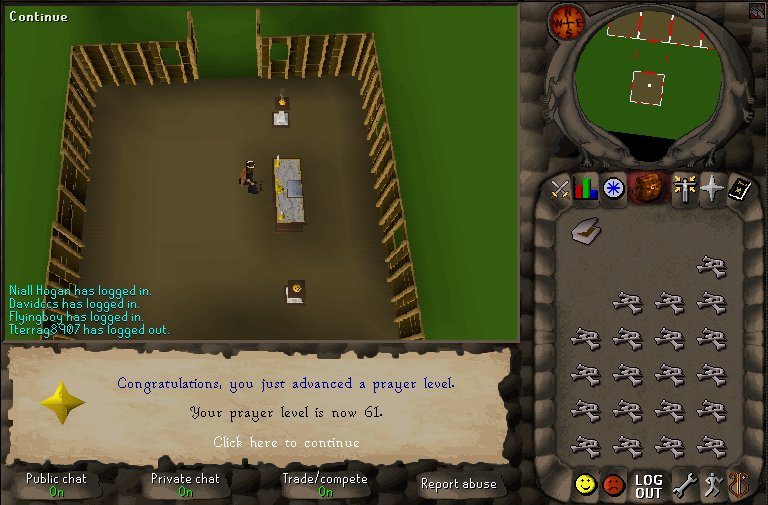 Continue
Niall Hogan has logged in.
Davidccs has logged in.
Flyingboy has logged in.
Tterrag8907 has logged out.
Congratulations, you just advanced a prayer level.
Your prayer level is now 61.
Click here to continue
Public chat
On
Private chat
On
Trade/compete
On
Report abuse
LOG
OUT